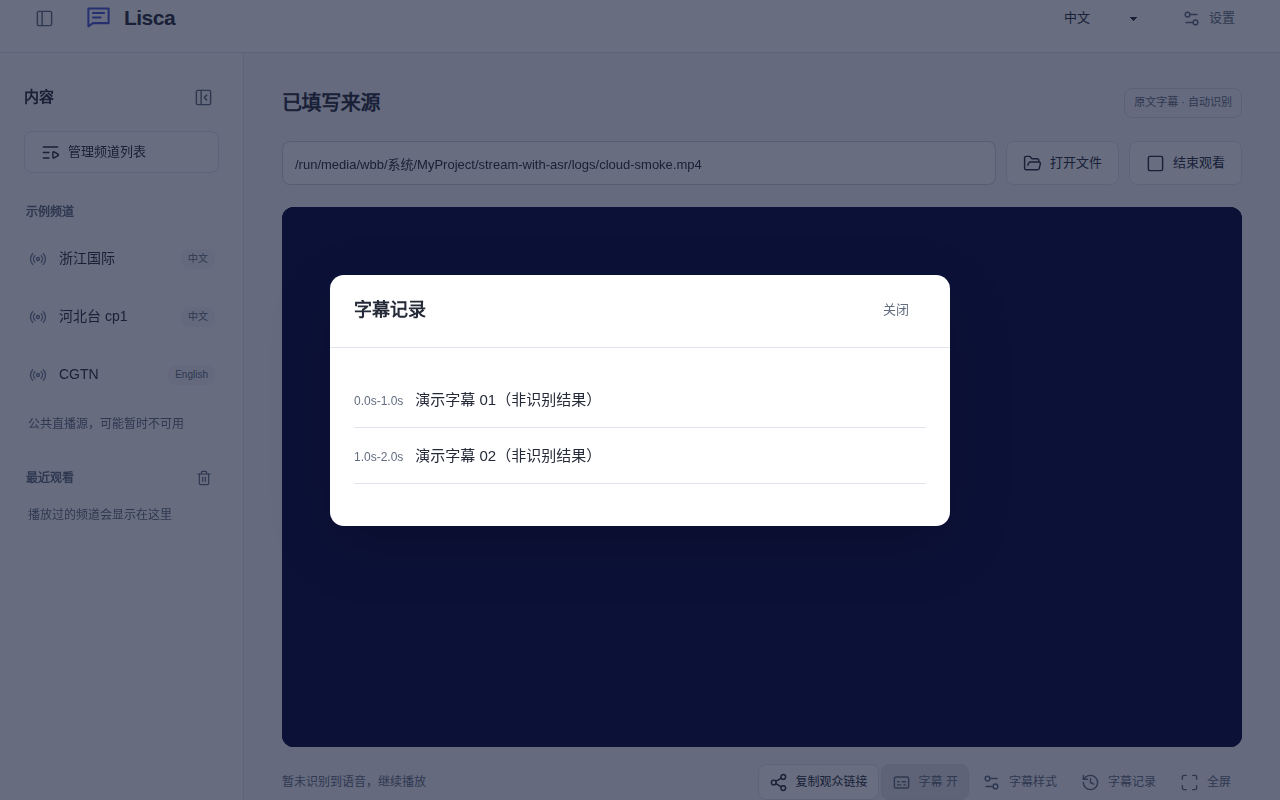 Lisca
中文
设置
内容
管理频道列表
示例频道
浙江国际
中文
河北台 cp1
中文
CGTN
English
公共直播源，可能暂时不可用
最近观看
播放过的频道会显示在这里
已填写来源
原文字幕 · 自动识别
/run/media/wbb/系统/MyProject/stream-with-asr/logs/cloud-smoke.mp4
打开文件
结束观看
字幕记录
关闭
0.0s-1.0s 演示字幕 01（非识别结果）
1.0s-2.0s 演示字幕 02（非识别结果）
暂未识别到语音，继续播放
复制观众链接
字幕 开
字幕样式
字幕记录
全屏